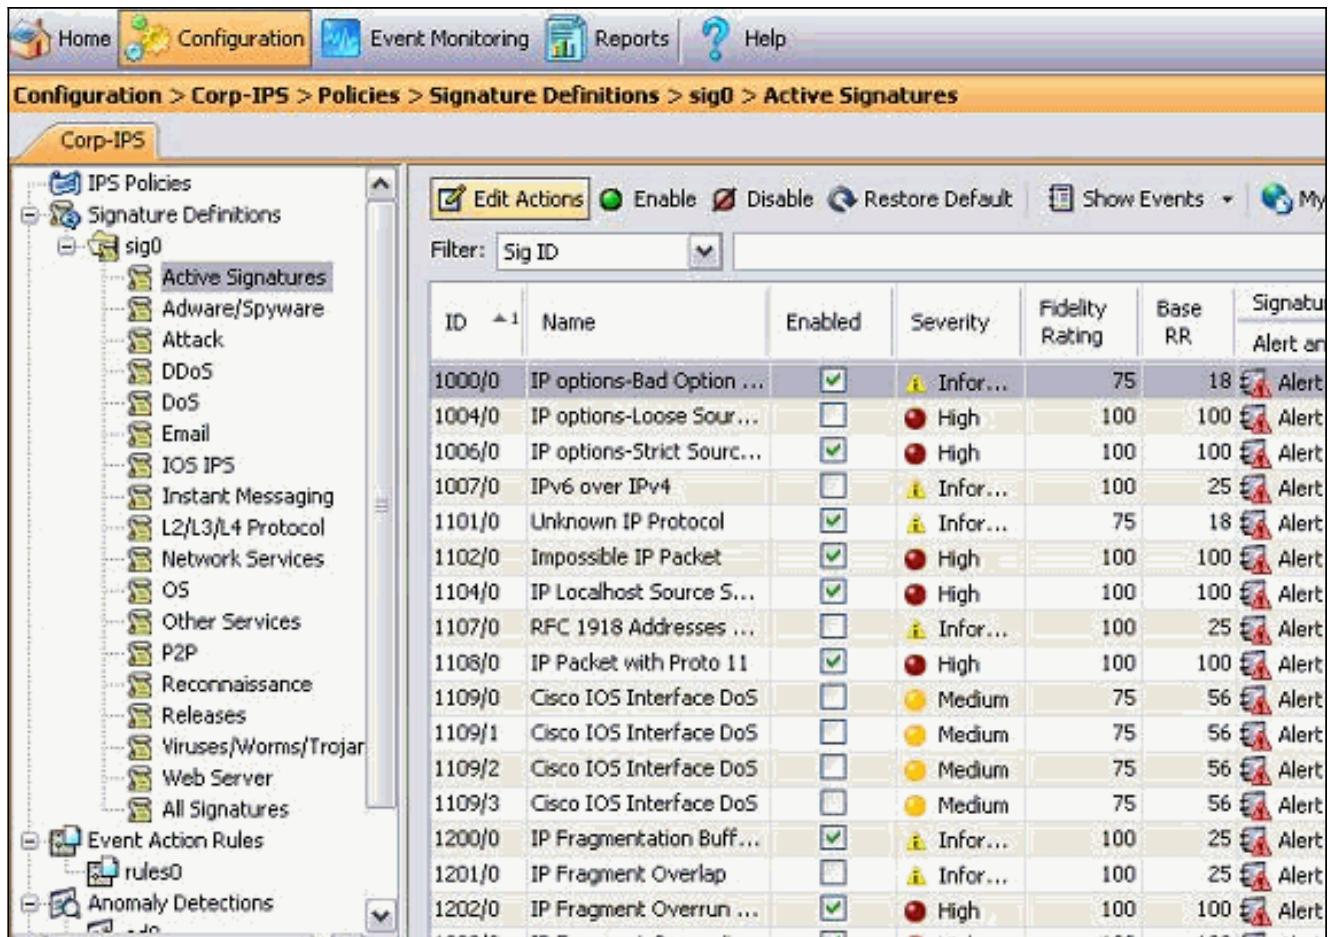 Home Configuration Event Monitoring Reports Help
Configuration > Corp-IPS > Policies > Signature Definitions > sig0 > Active Signatures
Corp-IPS
IPS Policies
Signature Definitions
sig0
Active Signatures
Adware/Spyware
Attack
DDoS
DoS
Email
IOS IPS
Instant Messaging
L2/L3/L4 Protocol
Network Services
OS
Other Services
P2P
Reconnaissance
Releases
Viruses/Worms/Trojar
Web Server
All Signatures
Event Action Rules
rules0
Anomaly Detections
Edit Actions Enable Disable Restore Default Show Events My
Filter: Sig ID
ID 1 Name Enabled Severity Fidelity Rating Base RR Signatu
Alert an
1000/0 IP options-Bad Option ... Infor... 75 18 Alert
1004/0 IP options-Loose Sour... High 100 100 Alert
1006/0 IP options-Strict Sourc... High 100 100 Alert
1007/0 IPv6 over IPv4 Infor... 100 25 Alert
1101/0 Unknown IP Protocol Infor... 75 18 Alert
1102/0 Impossible IP Packet High 100 100 Alert
1104/0 IP Localhost Source S... High 100 100 Alert
1107/0 RFC 1918 Addresses ... Infor... 100 25 Alert
1108/0 IP Packet with Proto 11 High 100 100 Alert
1109/0 Cisco IOS Interface DoS Medium 75 56 Alert
1109/1 Cisco IOS Interface DoS Medium 75 56 Alert
1109/2 Cisco IOS Interface DoS Medium 75 56 Alert
1109/3 Cisco IOS Interface DoS Medium 75 56 Alert
1200/0 IP Fragmentation Buff... Infor... 100 25 Alert
1201/0 IP Fragment Overlap Infor... 100 25 Alert
1202/0 IP Fragment Overrun ... High 100 100 Alert